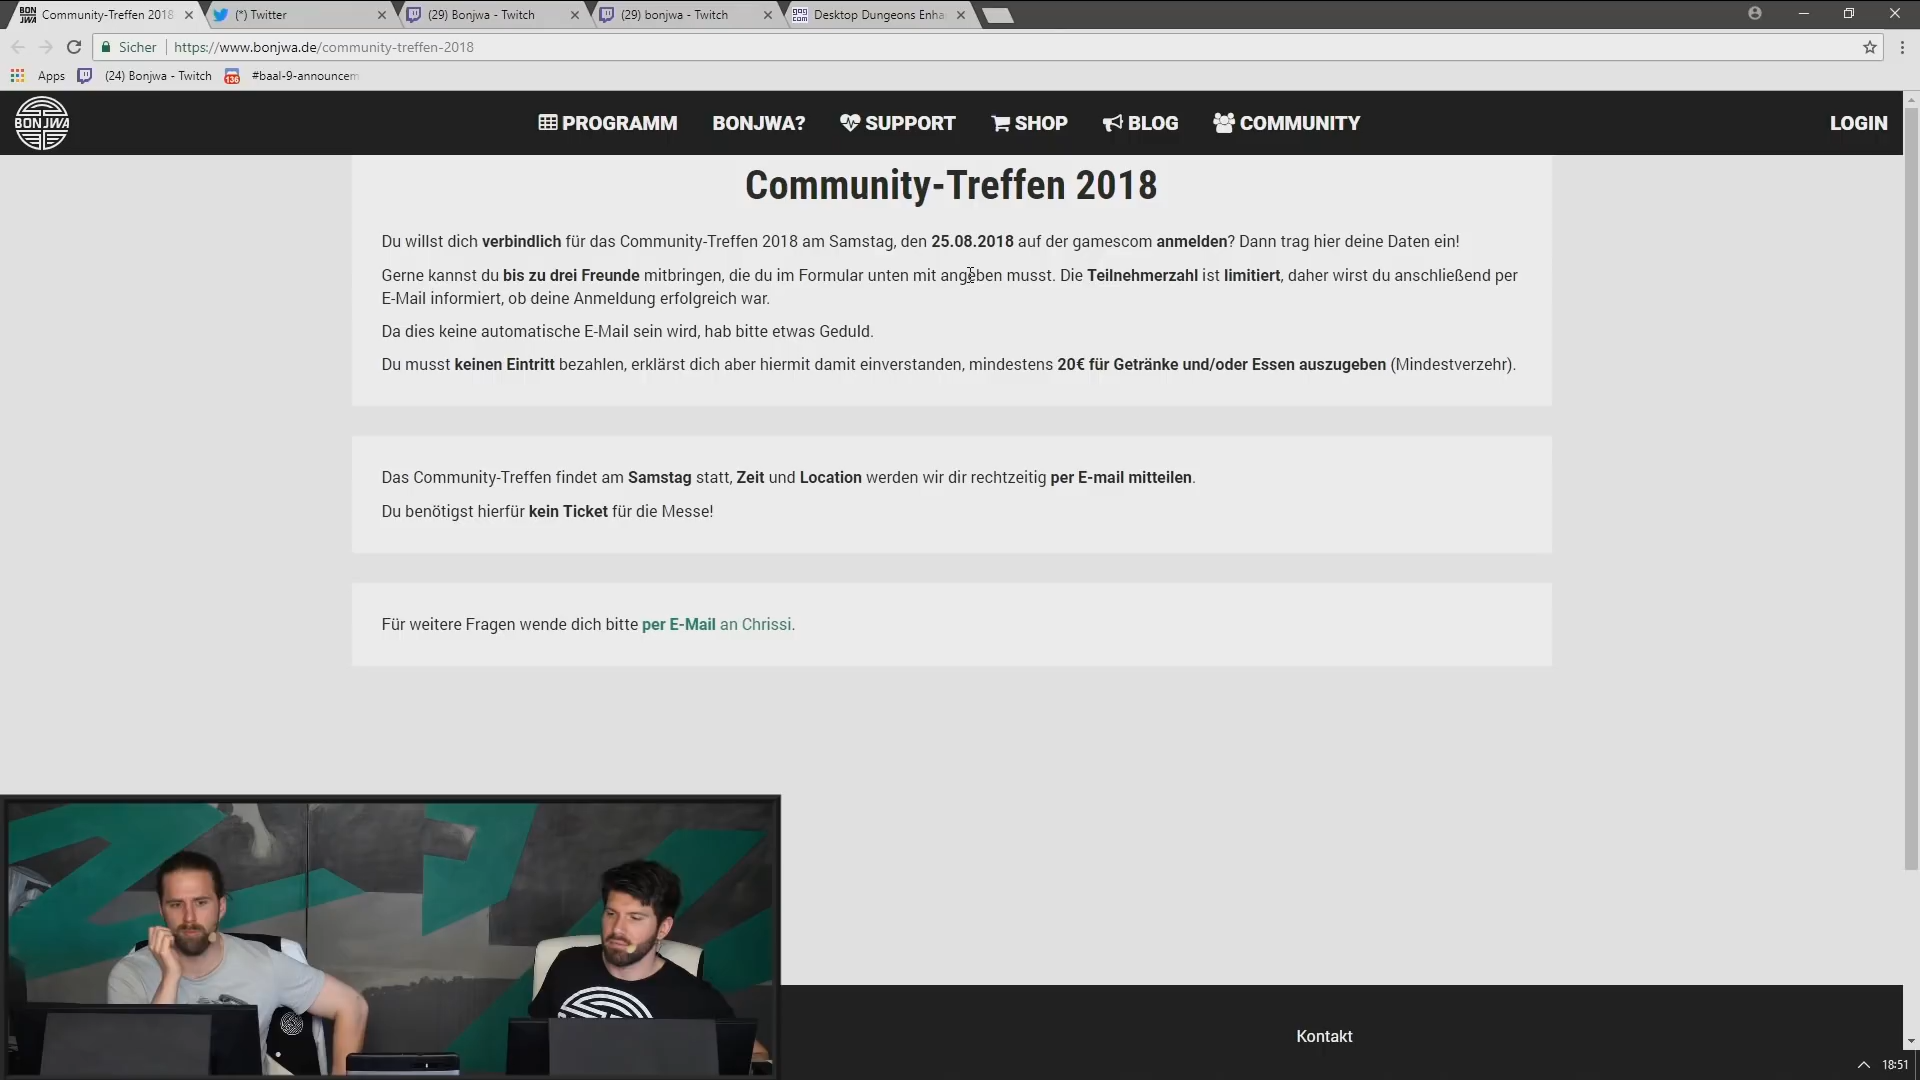 Community-Treffen 2018
(*) Twitter
(29) Bonjwa - Twitch
(29) bonjwa - Twitch
Desktop Dungeons Enha
Sicher
https://www.bonjwa.de/community-treffen-2018
Apps
(24) Bonjwa - Twitch
#baal-9-announcem
BONJWA
PROGRAMM
BONJWA?
SUPPORT
SHOP
BLOG
COMMUNITY
LOGIN
Community-Treffen 2018
Du willst dich verbindlich für das Community-Treffen 2018 am Samstag, den 25.08.2018 auf der gamescom anmelden? Dann trag hier deine Daten ein!
Gerne kannst du bis zu drei Freunde mitbringen, die du im Formular unten mit angeben musst. Die Teilnehmerzahl ist limitiert, daher wirst du anschließend per
E-Mail informiert, ob deine Anmeldung erfolgreich war.
Da dies keine automatische E-Mail sein wird, hab bitte etwas Geduld.
Du musst keinen Eintritt bezahlen, erklärst dich aber hiermit damit einverstanden, mindestens 20€ für Getränke und/oder Essen auszugeben (Mindestverzehr).
Das Community-Treffen findet am Samstag statt, Zeit und Location werden wir dir rechtzeitig per E-mail mitteilen.
Du benötigst hierfür kein Ticket für die Messe!
Für weitere Fragen wende dich bitte per E-Mail an Chrissi.
Kontakt
18:51